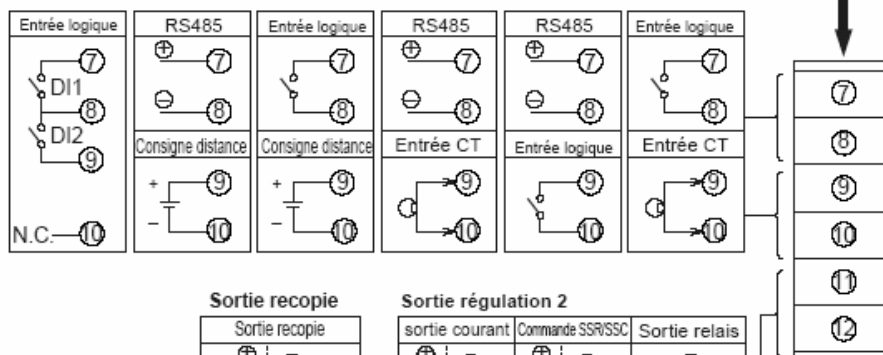 Entrée logique RS485 Entrée logique RS485 RS485 Entrée logique
7 7 7 7 7 7
DI1
8 8 8 8 8 8
DI2
9
Consigne distance Consigne distance Entrée CT Entrée logique Entrée CT
+ 9 + 9 9 9 9
N.C. 10 − 10 − 10 10 10 10
7
8
9
10
11
12
Sortie recopie Sortie régulation 2
Sortie recopie sortie courant Commande SSR/SSC Sortie relais